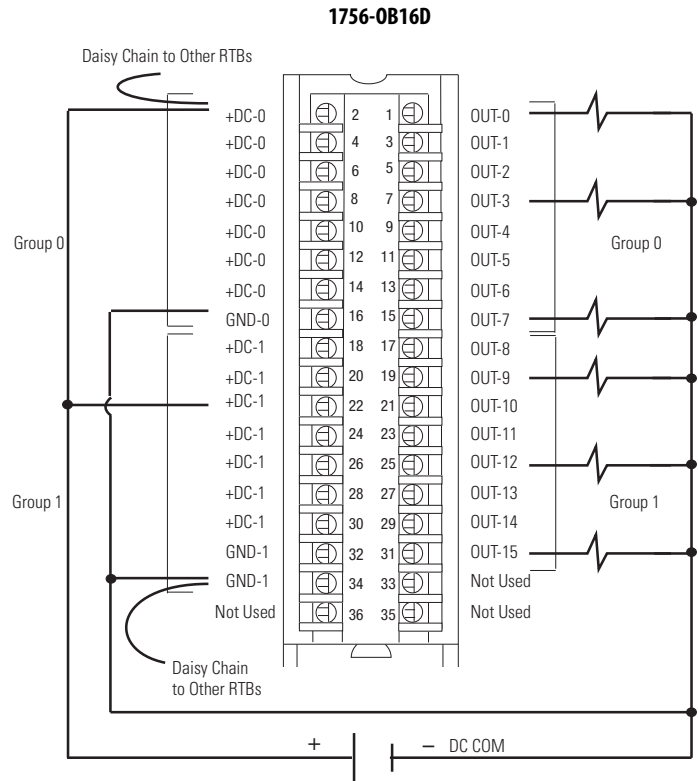 1756-OB16D
Daisy Chain to Other RTBs
+DC-0 2 1 OUT-0
+DC-0 4 3 OUT-1
+DC-0 6 5 OUT-2
+DC-0 8 7 OUT-3
+DC-0 10 9 OUT-4
Group 0 Group 0
+DC-0 12 11 OUT-5
+DC-0 14 13 OUT-6
GND-0 16 15 OUT-7
+DC-1 18 17 OUT-8
+DC-1 20 19 OUT-9
+DC-1 22 21 OUT-10
+DC-1 24 23 OUT-11
+DC-1 26 25 OUT-12
+DC-1 28 27 OUT-13
Group 1 Group 1
+DC-1 30 29 OUT-14
GND-1 32 31 OUT-15
GND-1 34 33 Not Used
Not Used 36 35 Not Used
Daisy Chain
to Other RTBs
+ – DC COM